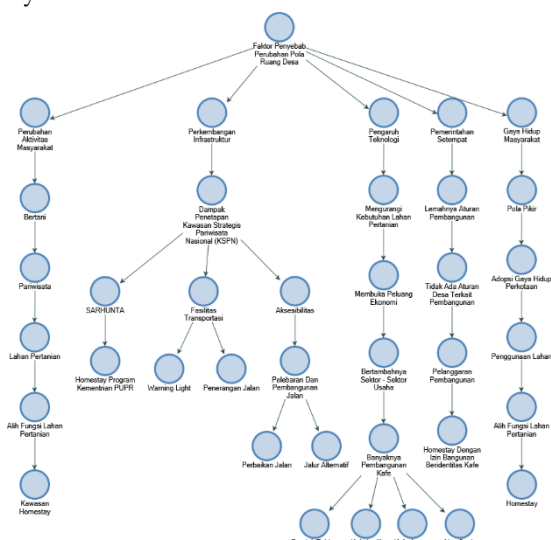 Faktor Penyebab
Perubahan Pola
Ruang Desa
Perubahan
Aktivitas
Masyarakat
Perkembangan
Infrastruktur
Pengaruh
Teknologi
Pemerintahan
Setempat
Gaya Hidup
Masyarakat
Bertani
Dampak
Penetapan
Kawasan Strategis
Pariwisata
Nasional (KSPN)
Mengurangi
Kebutuhan Lahan
Pertanian
Lemahnya Aturan
Pembangunan
Pola Pikir
Pariwisata
SARHUNTA
Fasilitas
Transportasi
Aksesibilitas
Membuka Peluang
Ekonomi
Tidak Ada Aturan
Desa Terkait
Pembangunan
Adopsi Gaya Hidup
Perkotaan
Lahan Pertanian
Homestay Program
Kementrian PUPR
Warning Light
Penerangan Jalan
Pelebaran Dan
Pembangunan
Jalan
Bertambahnya
Sektor - Sektor
Usaha
Pelanggaran
Pembangunan
Penggunaan Lahan
Alih Fungsi Lahan
Pertanian
Perbaikan Jalan
Jalur Alternatif
Banyaknya
Pembangunan
Kafe
Homestay Dengan
Izin Bangunan
Beridentitas Kafe
Alih Fungsi Lahan
Pertanian
Kawasan
Homestay
Homestay